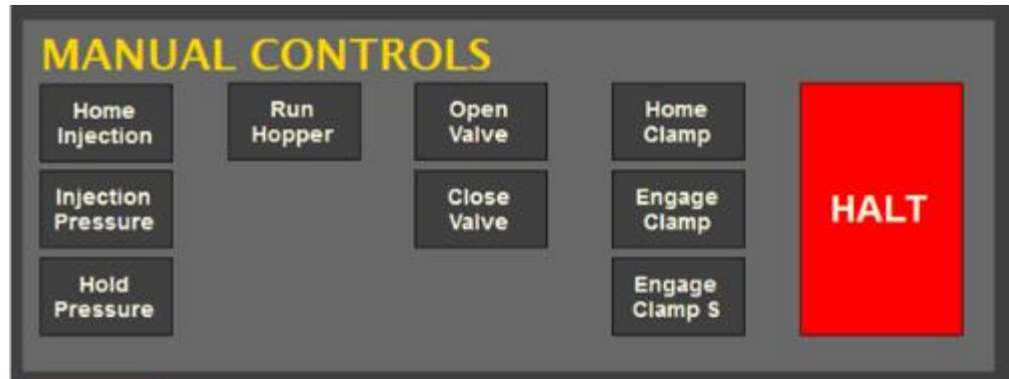 MANUAL CONTROLS
Home
Injection
Run
Hopper
Open
Valve
Home
Clamp
HALT
Injection
Pressure
Close
Valve
Engage
Clamp
Hold
Pressure
Engage
Clamp S